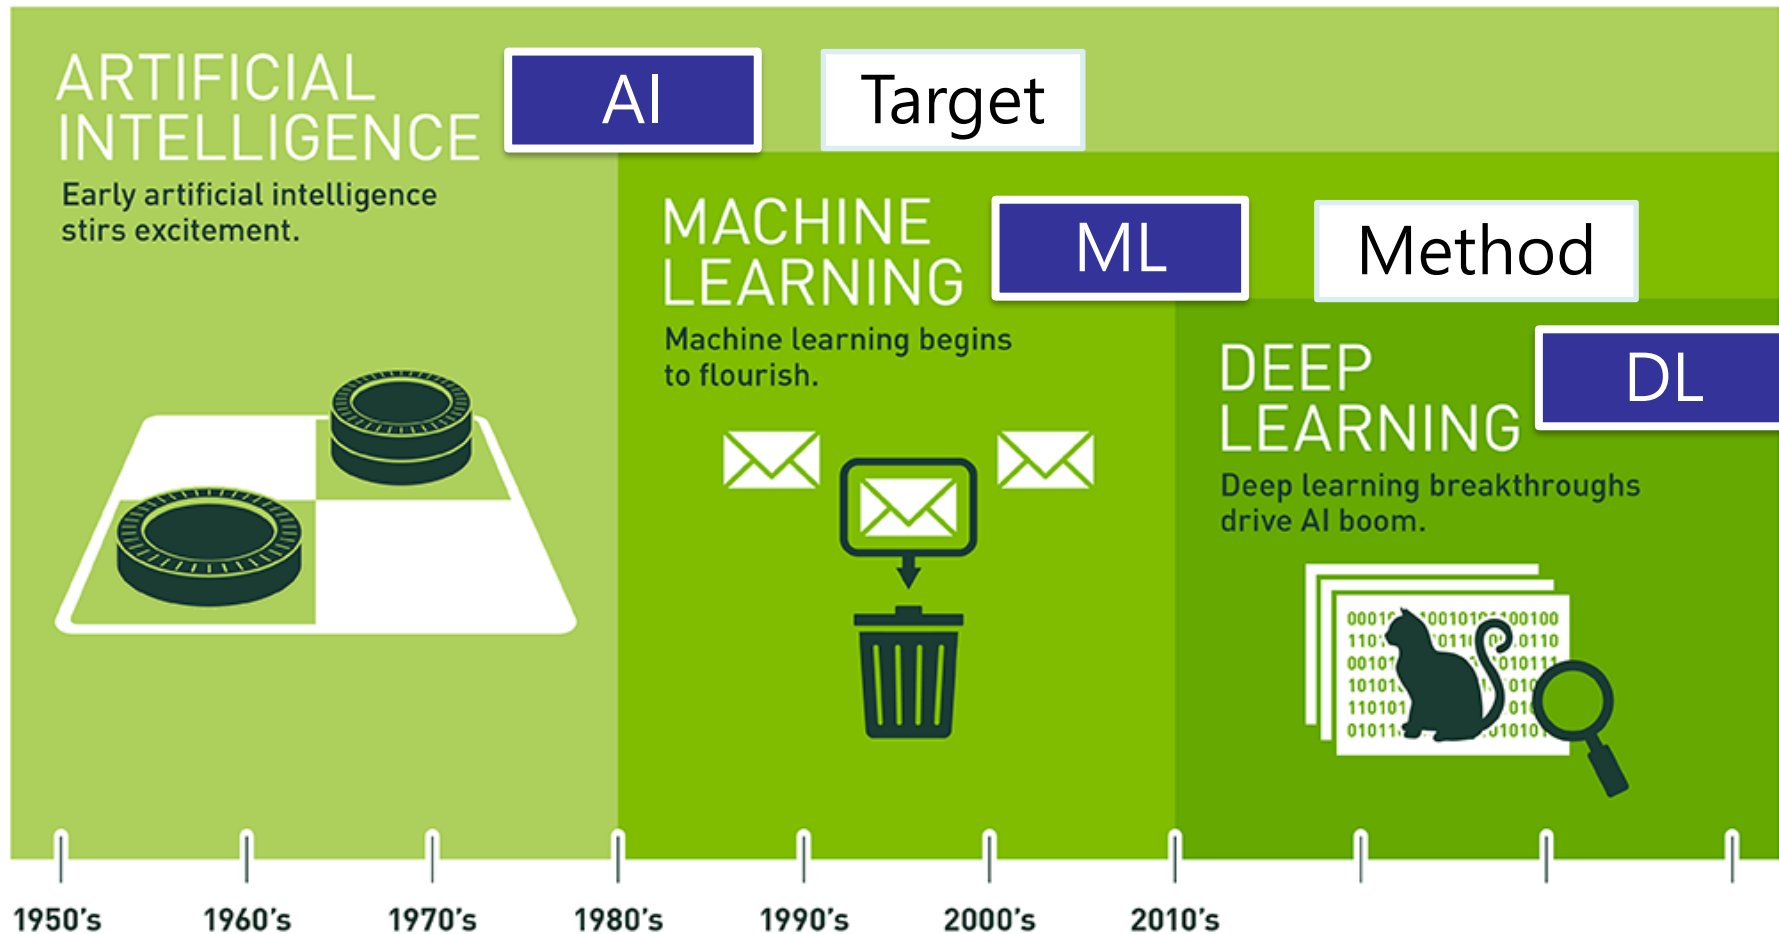 ARTIFICIAL
INTELLIGENCE
AI
Target
Early artificial intelligence
stirs excitement.
MACHINE
LEARNING
ML
Method
Machine learning begins
to flourish.
DEEP
LEARNING
DL
Deep learning breakthroughs
drive AI boom.
1950's 1960's 1970's 1980's 1990's 2000's 2010's